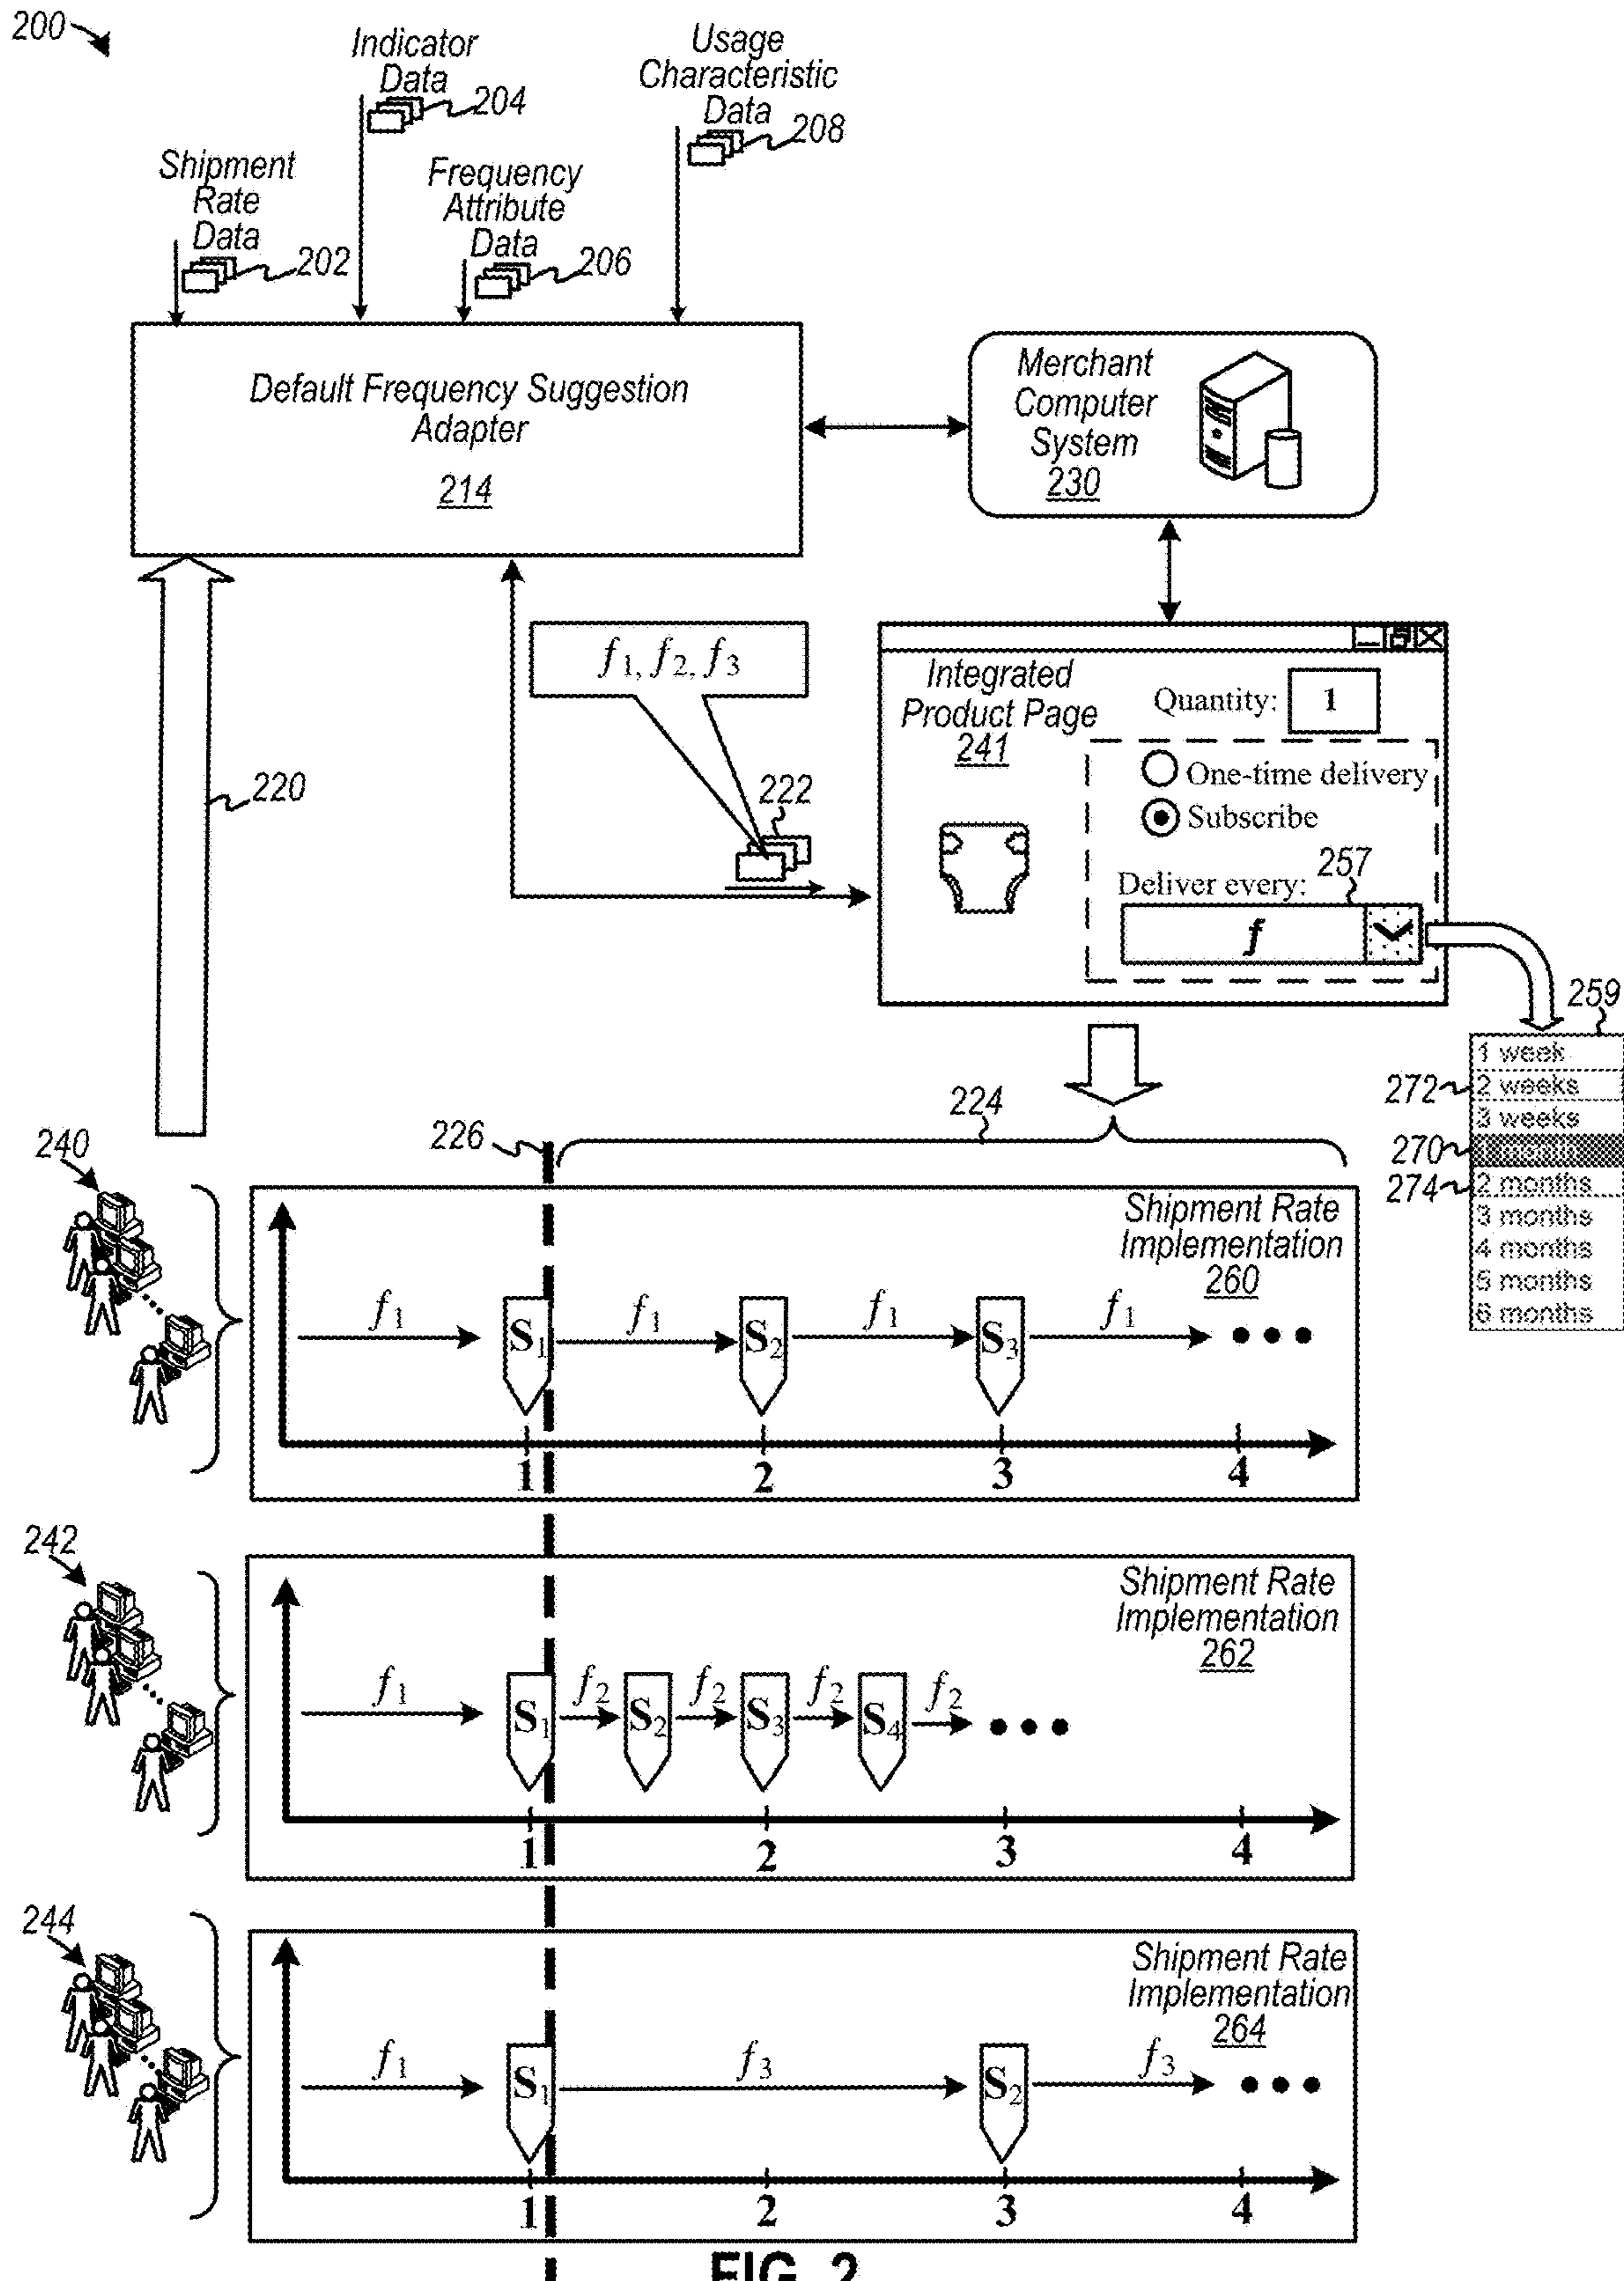 200
Indicator
Data
204
Usage
Characteristic
Data
208
Shipment
Rate
Data
202
Frequency
Attribute
Data
206
Default Frequency Suggestion
Adapter
214
Merchant
Computer
System
230
f1, f2, f3
222
220
Integrated
Product Page
241
Quantity: 1
One-time delivery
Subscribe
Deliver every:
257
f
259
1 week
272 2 weeks
3 weeks
270 month
274 2 months
3 months
4 months
5 months
6 months
224
226
240
Shipment Rate
Implementation
260
f1 S1 f1 S2 f1 S3 f1
1 2 3 4
242
Shipment Rate
Implementation
262
f1 S1 f2 S2 f2 S3 f2 S4 f2
1 2 3 4
244
Shipment Rate
Implementation
264
f1 S1 f3 S2 f3
1 2 3 4
FIG. 2